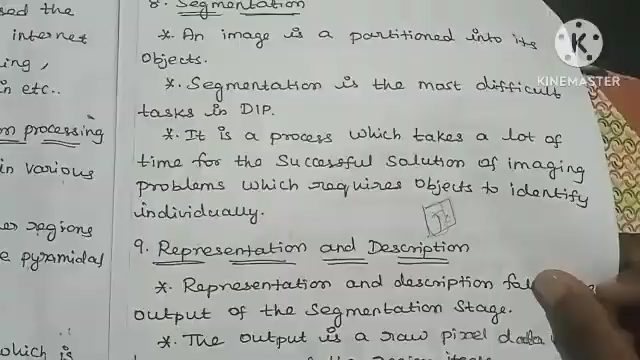 sed the
internet
ing,
in etc..
on processing
in various
er regions
e pyramidal
which is
8. Segmentation
*. An image is a partitioned into its
objects.
*. Segmentation is the most difficult
tasks in DIP.
*. It is a process which takes a lot of
time for the successful solution of imaging
problems which requires objects to identify
individually.
9. Representation and Description
*. Representation and description
output of the segmentation stage.
*. The output is a raw pixel data
KINEMASTER